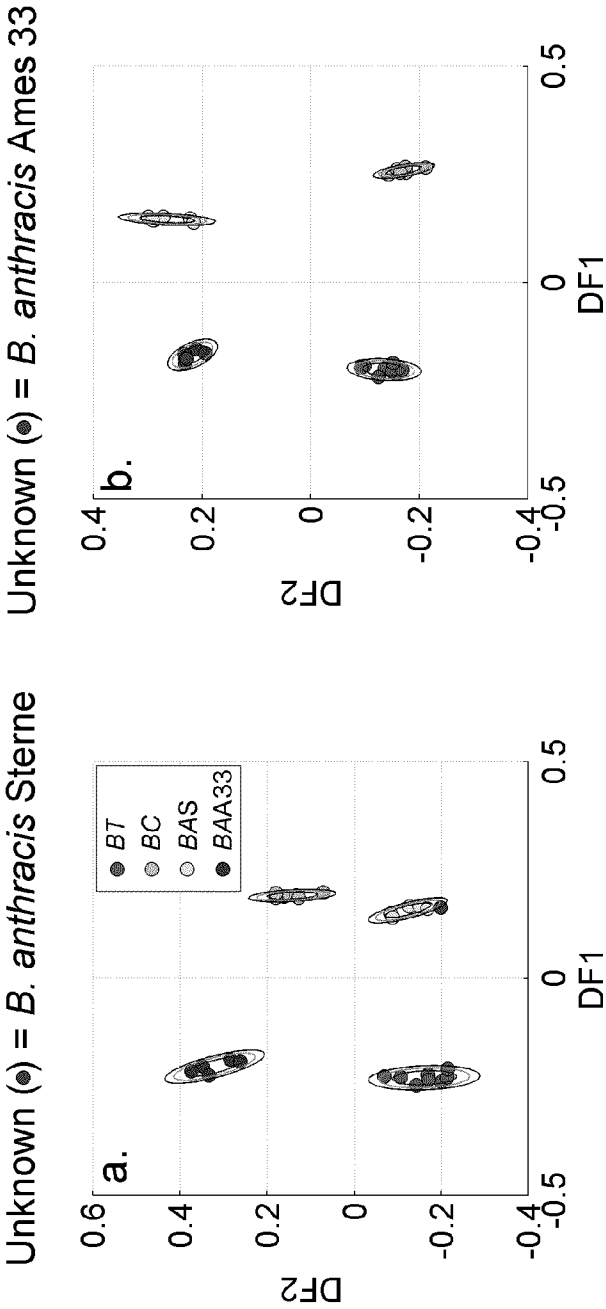 Unknown (•) = B. anthracis Sterne
a.
BT
BC
BAS
BAA33
0.6
0.4
0.2
0
-0.2
-0.4
DF2
-0.5
0
0.5
DF1
Unknown (•) = B. anthracis Ames 33
b.
0.4
0.2
0
-0.2
-0.4
DF2
-0.5
0
0.5
DF1